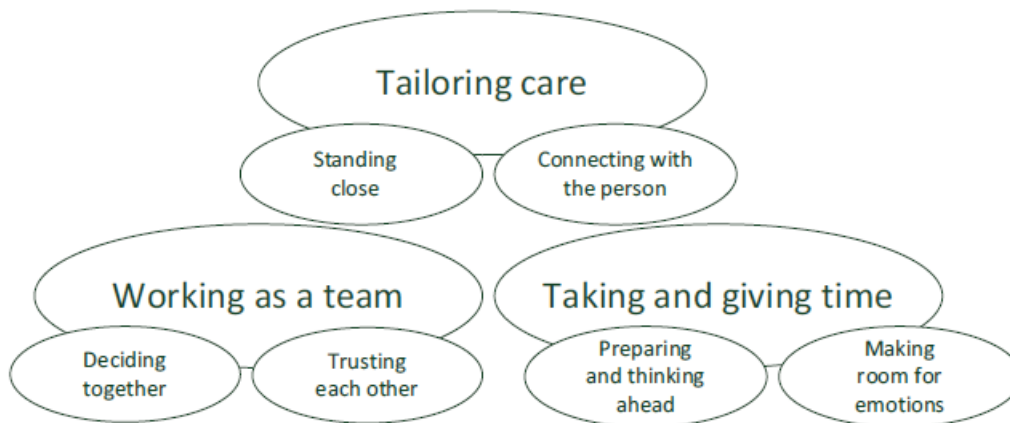 Tailoring care
Standing
close
Connecting with
the person
Working as a team
Taking and giving time
Deciding
together
Trusting
each other
Preparing
and thinking
ahead
Making
room for
emotions